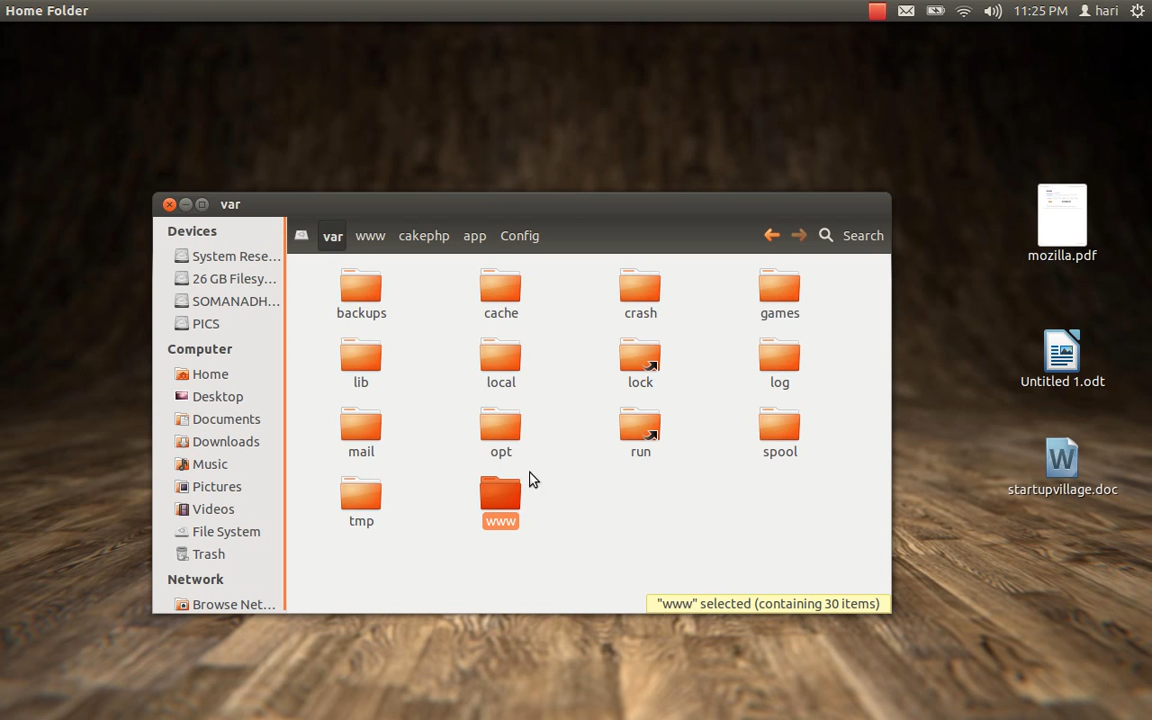 Home Folder
11:25 PM
hari
var
Devices
System Rese...
26 GB Filesy...
SOMANADH...
PICS
Computer
Home
Desktop
Documents
Downloads
Music
Pictures
Videos
File System
Trash
Network
Browse Net...
var
www
cakephp
app
Config
Search
backups
cache
crash
games
lib
local
lock
log
mail
opt
run
spool
tmp
www
"www" selected (containing 30 items)
mozilla.pdf
Untitled 1.odt
W
startupvillage.doc